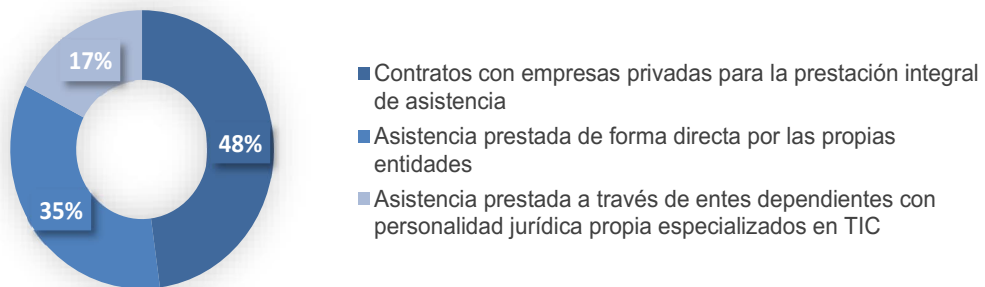 17%
48%
35%
Contratos con empresas privadas para la prestación integral
de asistencia
Asistencia prestada de forma directa por las propias
entidades
Asistencia prestada a través de entes dependientes con
personalidad jurídica propia especializados en TIC